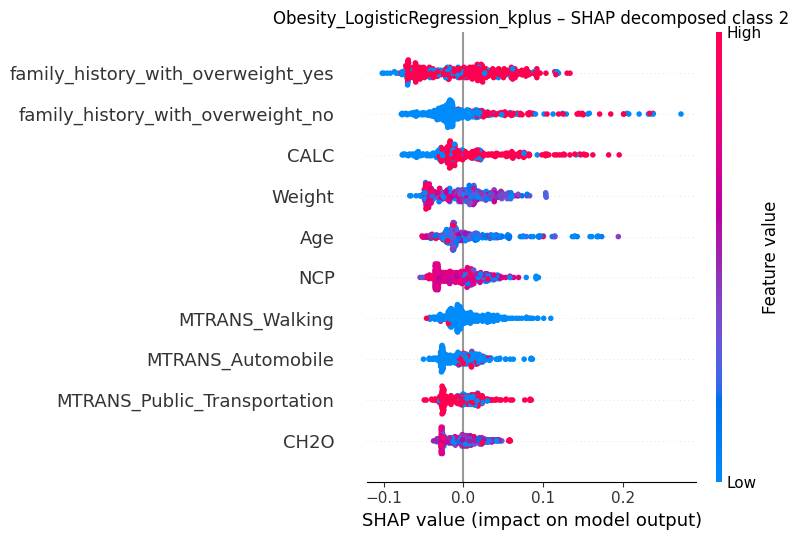 Obesity_LogisticRegression_kplus – SHAP decomposed class 2
High
family_history_with_overweight_yes
family_history_with_overweight_no
CALC
Weight
Age
NCP
MTRANS_Walking
MTRANS_Automobile
MTRANS_Public_Transportation
CH2O
Feature value
Low
−0.1 0.0 0.1 0.2
SHAP value (impact on model output)